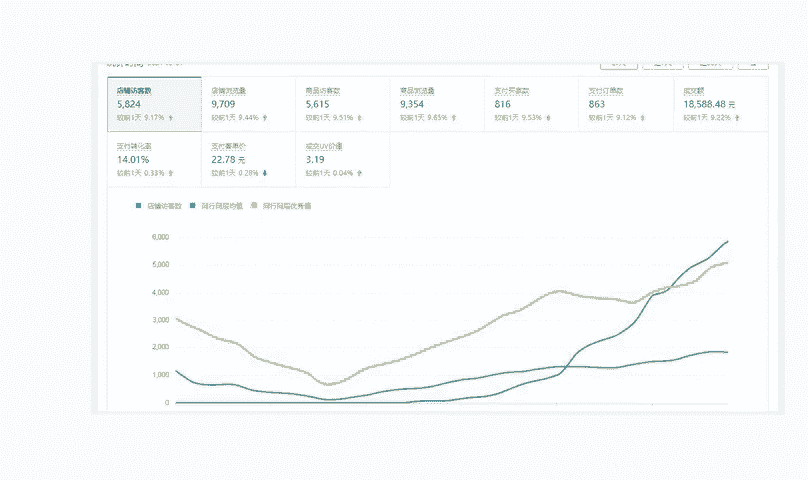 店铺访客数 店铺浏览量 商品访客数 商品浏览量 支付买家数 支付订单数 成交额
5,824 9,709 5,615 9,354 816 863 18,588.48 元
较前1天 9.17% 较前1天 9.44% 较前1天 9.51% 较前1天 9.65% 较前1天 9.53% 较前1天 9.12% 较前1天 9.22%
支付转化率 支付客单价 成交UV价值
14.01% 22.78 元 3.19
较前1天 0.33% 较前1天 0.28% 较前1天 0.04%
店铺访客数 同行同层均值 同行同层优秀值
6,000
5,000
4,000
3,000
2,000
1,000
0